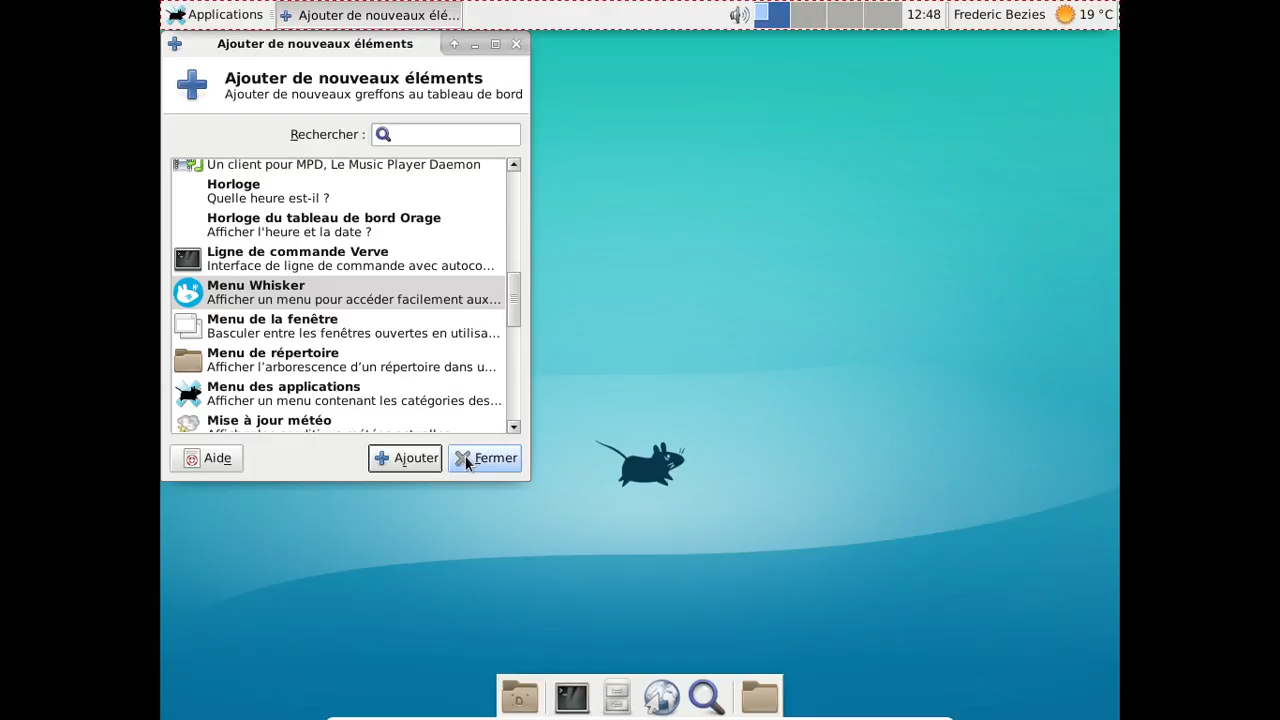 Applications
Ajouter de nouveaux élé...
12:48
Frederic Bezies
19 °C
Ajouter de nouveaux éléments
Ajouter de nouveaux éléments
Ajouter de nouveaux greffons au tableau de bord
Rechercher :
Un client pour MPD, Le Music Player Daemon
Horloge
Quelle heure est-il ?
Horloge du tableau de bord Orage
Afficher l'heure et la date ?
Ligne de commande Verve
Interface de ligne de commande avec autoco...
Menu Whisker
Afficher un menu pour accéder facilement aux...
Menu de la fenêtre
Basculer entre les fenêtres ouvertes en utilisa...
Menu de répertoire
Afficher l’arborescence d’un répertoire dans u...
Menu des applications
Afficher un menu contenant les catégories des...
Mise à jour météo
Aide
Ajouter
Fermer